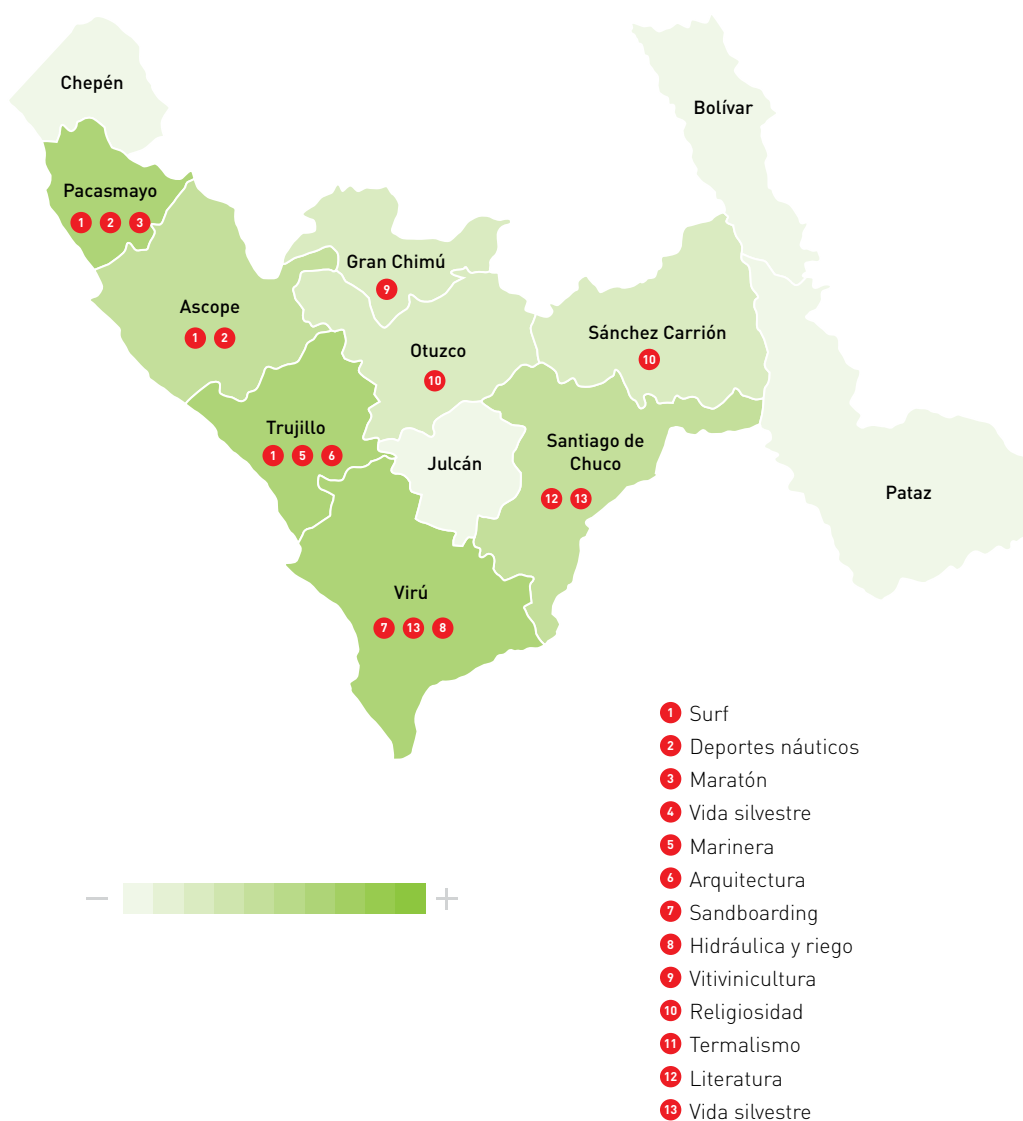 Chepén
Bolívar
Pacasmayo
1 2 3
Gran Chimú
9
Ascope
1 2
Sánchez Carrión
10
Otuzco
10
Trujillo
1 5 6
Santiago de
Chuco
12 13
Julcán
Pataz
Virú
7 13 8
1 Surf
2 Deportes náuticos
3 Maratón
4 Vida silvestre
5 Marinera
6 Arquitectura
7 Sandboarding
8 Hidráulica y riego
9 Vitivinicultura
10 Religiosidad
11 Termalismo
12 Literatura
13 Vida silvestre
− +